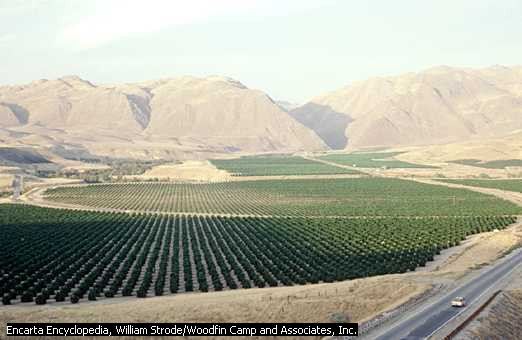 Encarta Encyclopedia, William Strode/Woodfin Camp and Associates, Inc.